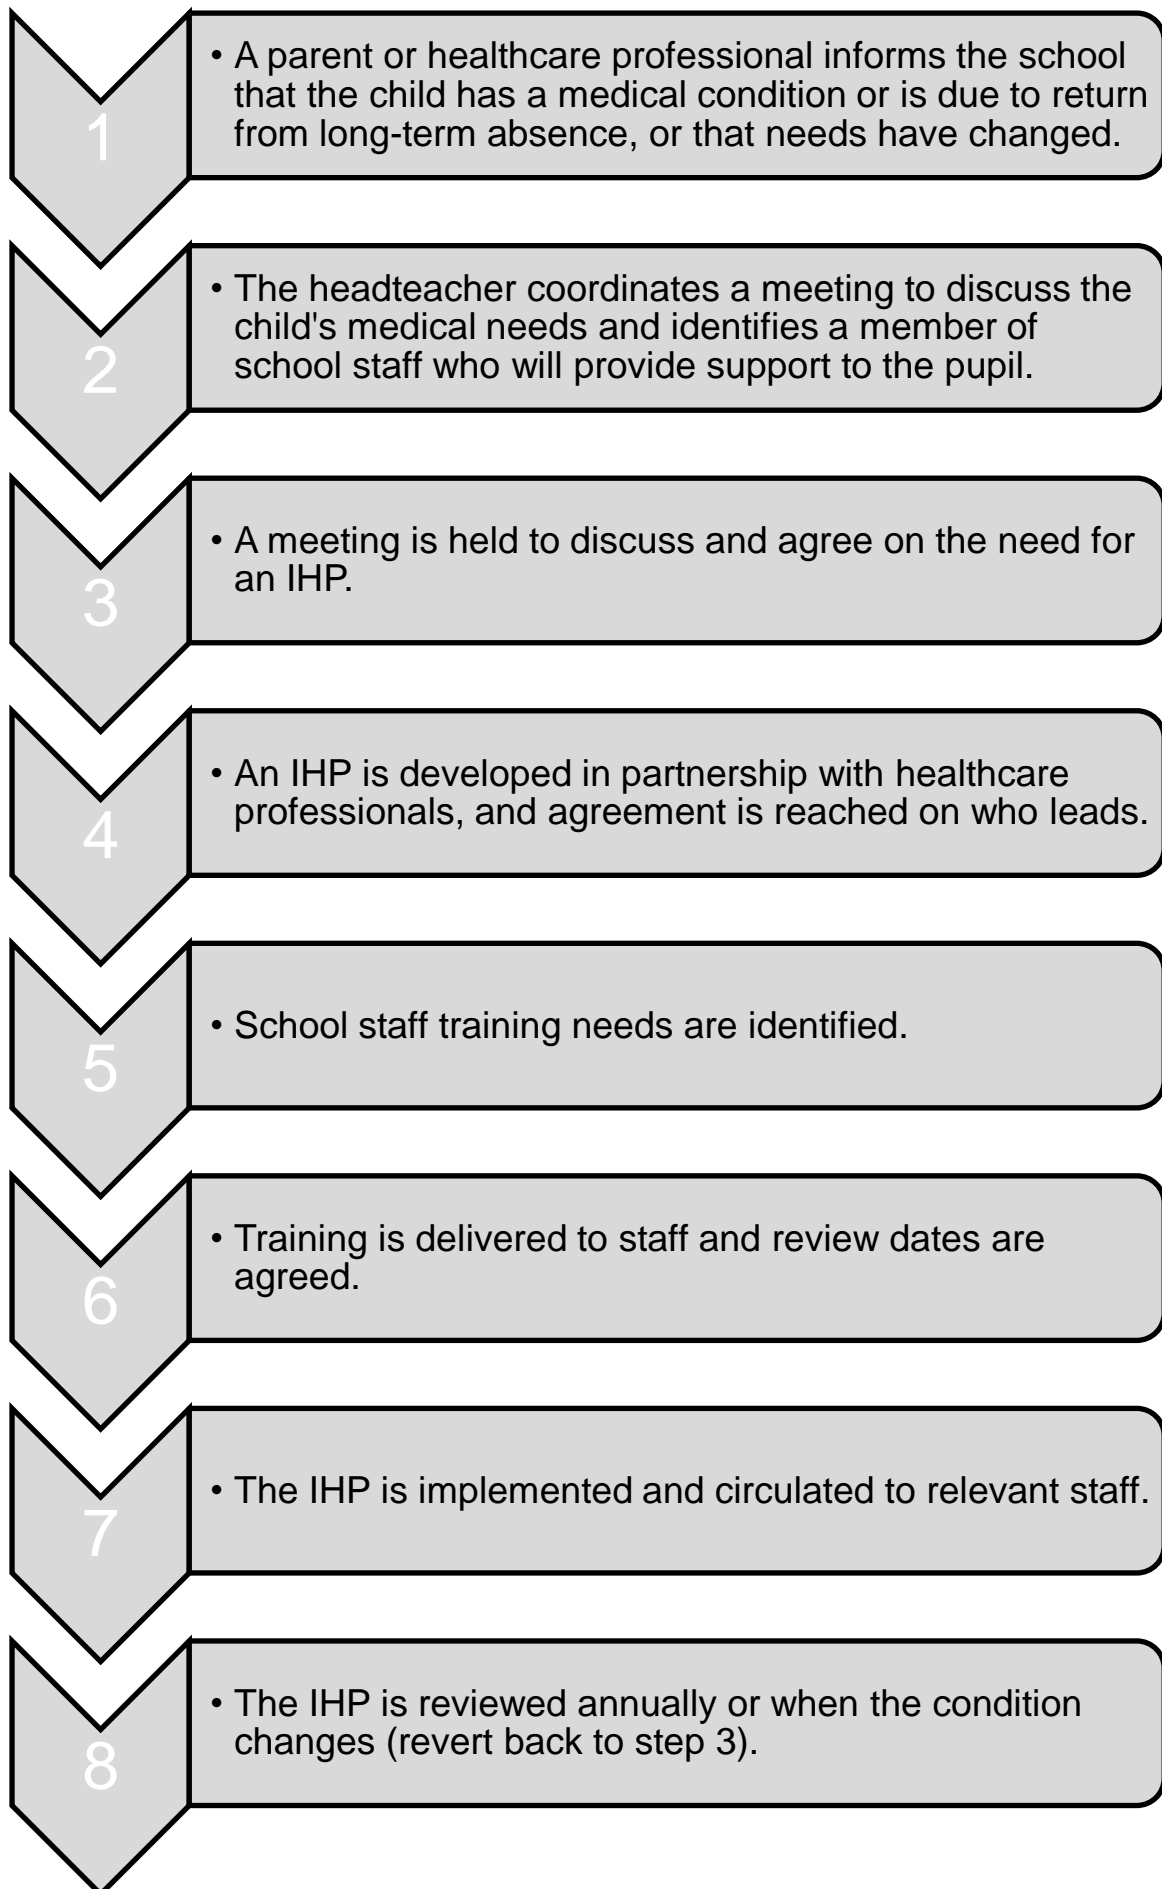 1
• A parent or healthcare professional informs the school
that the child has a medical condition or is due to return
from long-term absence, or that needs have changed.
2
• The headteacher coordinates a meeting to discuss the
child's medical needs and identifies a member of
school staff who will provide support to the pupil.
3
• A meeting is held to discuss and agree on the need for
an IHP.
4
• An IHP is developed in partnership with healthcare
professionals, and agreement is reached on who leads.
5
• School staff training needs are identified.
6
• Training is delivered to staff and review dates are
agreed.
7
• The IHP is implemented and circulated to relevant staff.
8
• The IHP is reviewed annually or when the condition
changes (revert back to step 3).